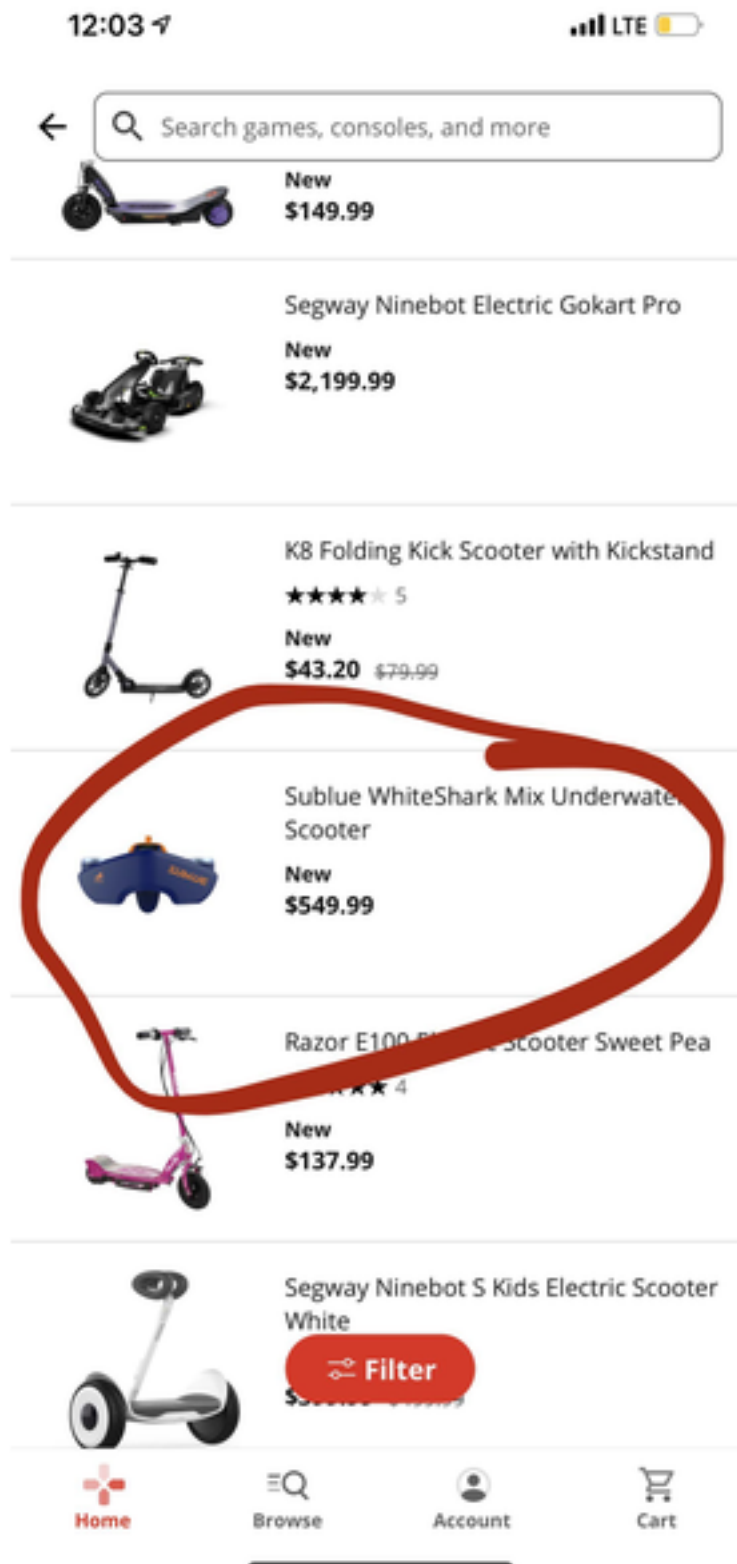 12:03
LTE
Search games, consoles, and more
New
$149.99
Segway Ninebot Electric Gokart Pro
New
$2,199.99
K8 Folding Kick Scooter with Kickstand
5
New
$43.20 $79.99
Sublue WhiteShark Mix Underwater
Scooter
New
$549.99
Razor E100 Scooter Sweet Pea
4
New
$137.99
Segway Ninebot S Kids Electric Scooter
White
Filter
Home
Browse
Account
Cart